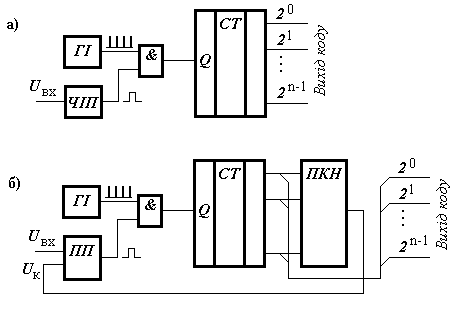 а)
ГІ
&
Q
СТ
2^0
2^1
⋮
2^n-1
Вихід коду
U_ВХ
ЧІП
б)
ГІ
&
Q
СТ
ПКН
2^0
2^1
⋮
2^n-1
Вихід коду
U_ВХ
ПП
U_К